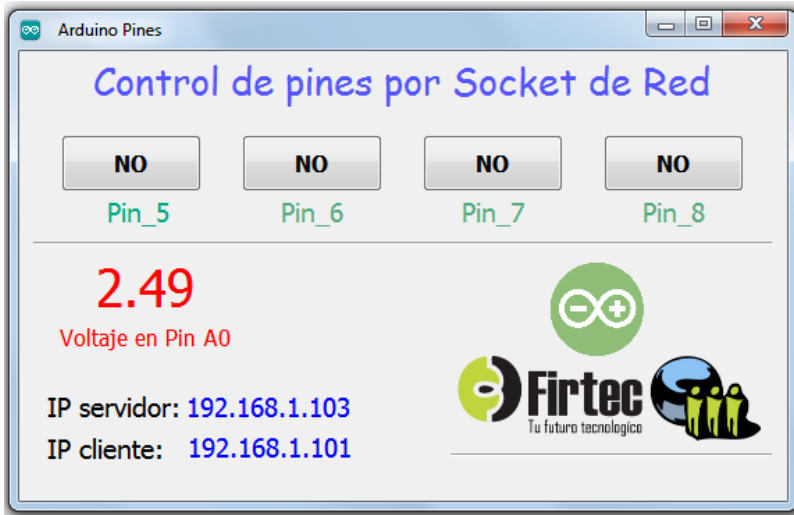 Arduino Pines
Control de pines por Socket de Red
NO NO NO NO
Pin_5 Pin_6 Pin_7 Pin_8
2.49
Voltaje en Pin A0
Firtec
Tu futuro tecnologíco
IP servidor: 192.168.1.103
IP cliente: 192.168.1.101